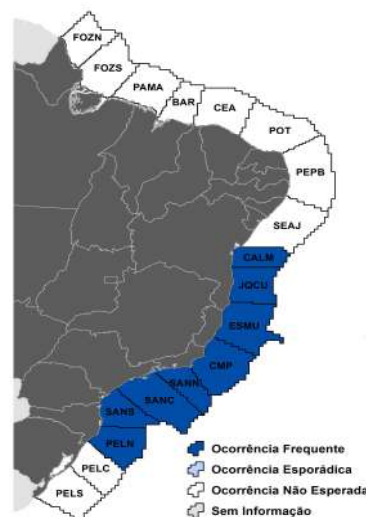 FOZN
FOZS
PAMA
BAR
CEA
POT
PEPB
SEAJ
CALM
JQCU
ESMU
CMP
SANN
SANC
SANS
PELN
PELC
PELS
Ocorrência Frequente
Ocorrência Esporádica
Ocorrência Não Esperada
Sem Informação